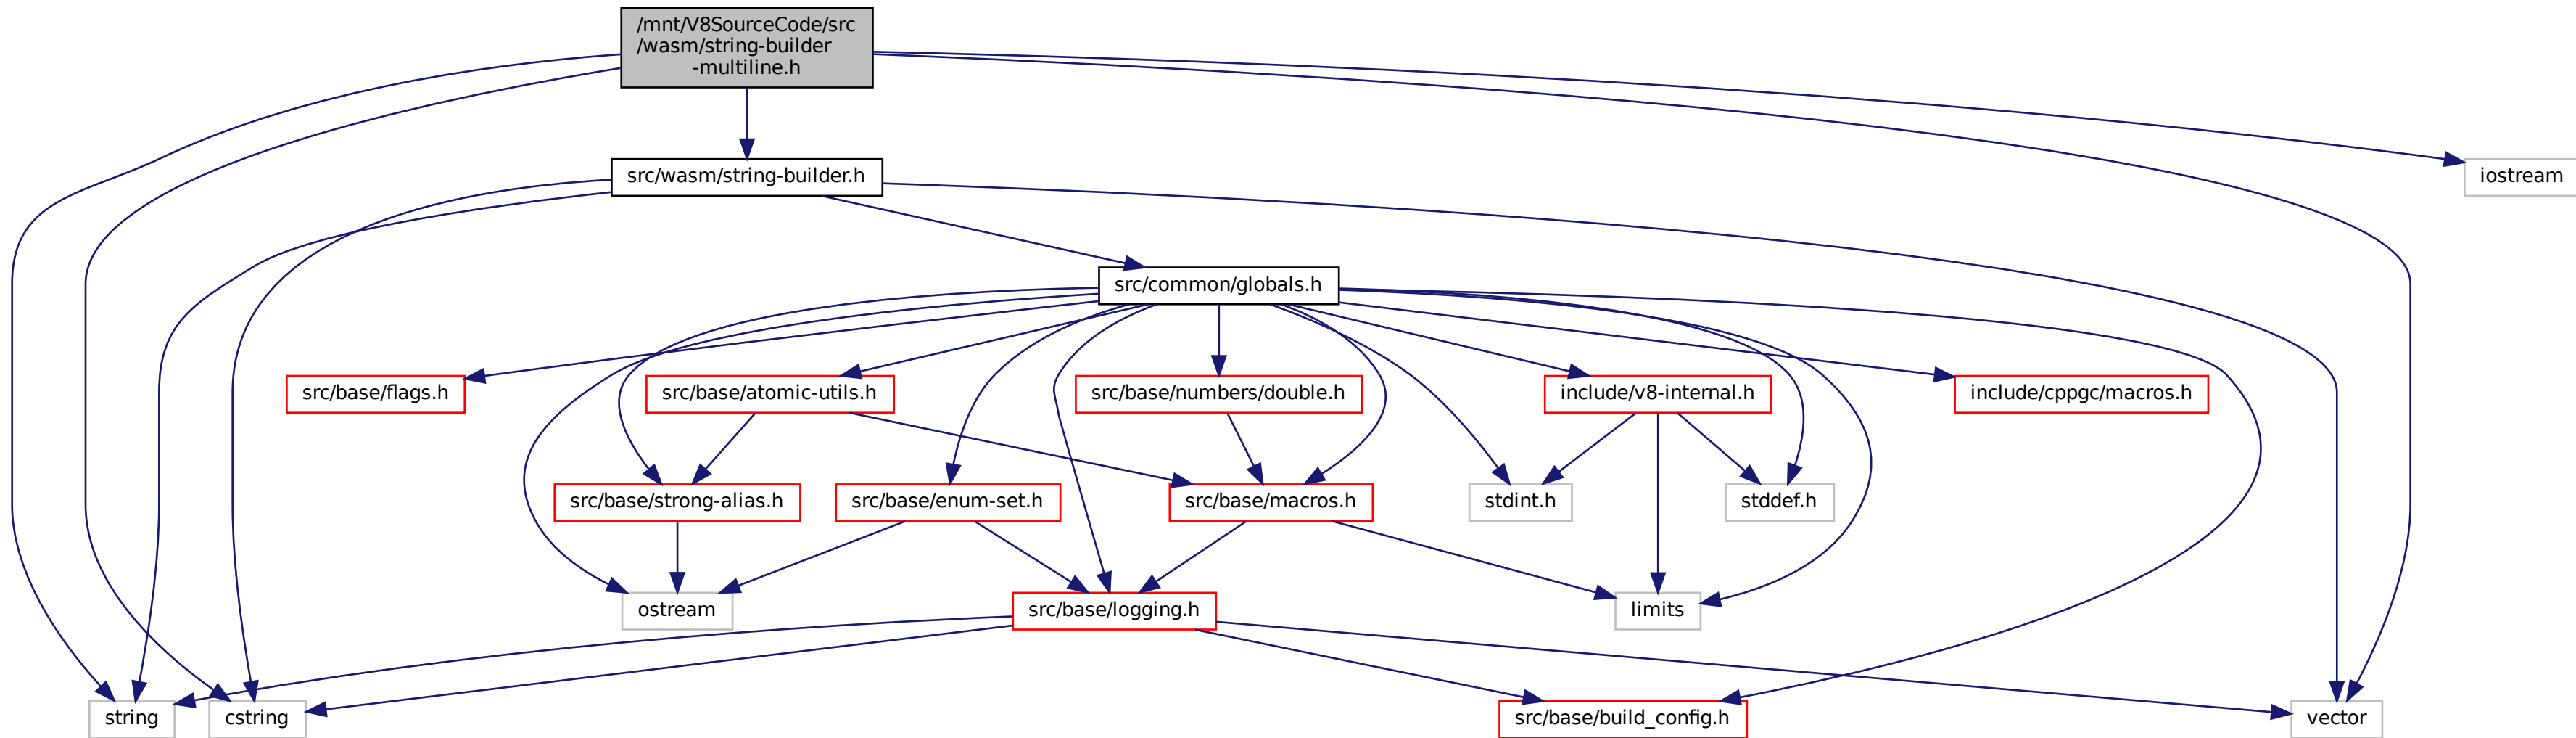 /mnt/V8SourceCode/src
/wasm/string-builder
-multiline.h
src/wasm/string-builder.h
iostream
src/common/globals.h
src/base/flags.h
src/base/atomic-utils.h
src/base/numbers/double.h
include/v8-internal.h
include/cppgc/macros.h
src/base/strong-alias.h
src/base/enum-set.h
src/base/macros.h
stdint.h
stddef.h
ostream
src/base/logging.h
limits
string
cstring
src/base/build_config.h
vector